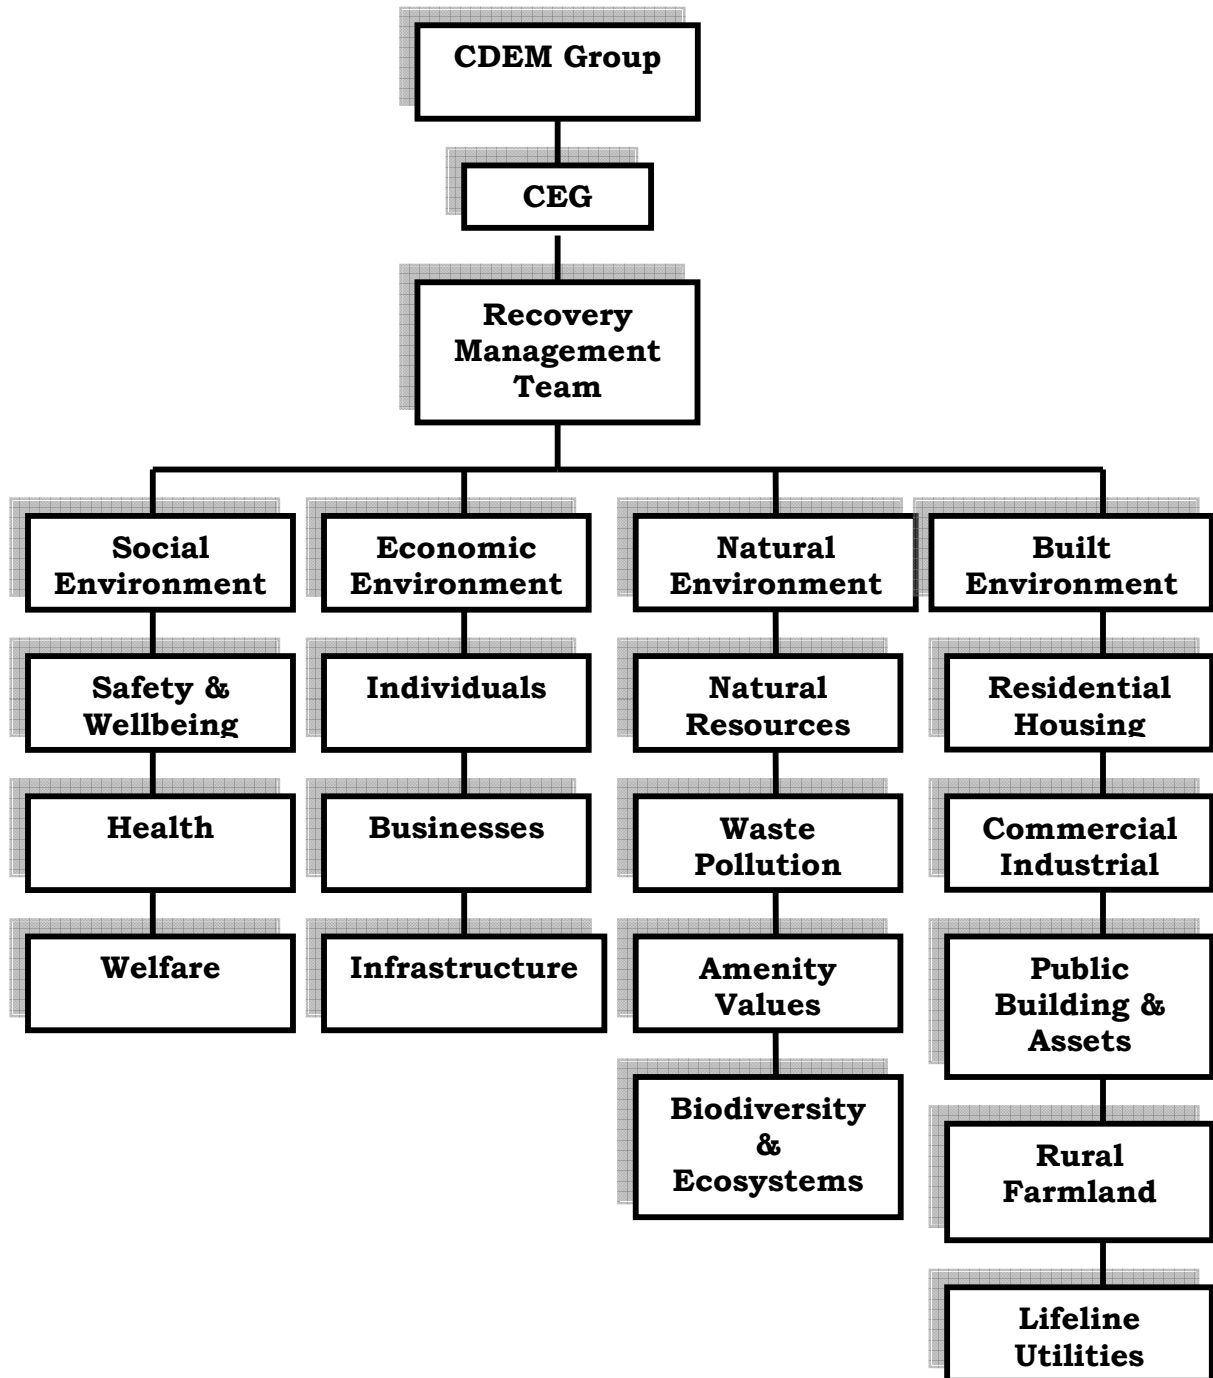 CDEM Group
CEG
Recovery
Management
Team
Social
Environment
Economic
Environment
Natural
Environment
Built
Environment
Safety &
Wellbeing
Individuals
Natural
Resources
Residential
Housing
Health
Businesses
Waste
Pollution
Commercial
Industrial
Welfare
Infrastructure
Amenity
Values
Public
Building &
Assets
Biodiversity
&
Ecosystems
Rural
Farmland
Lifeline
Utilities